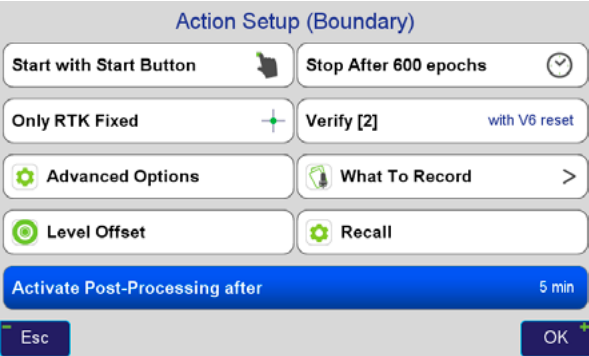 Action Setup (Boundary)
Start with Start Button
Stop After 600 epochs
Only RTK Fixed
Verify [2] with V6 reset
Advanced Options
What To Record >
Level Offset
Recall
Activate Post-Processing after 5 min
- Esc
OK +